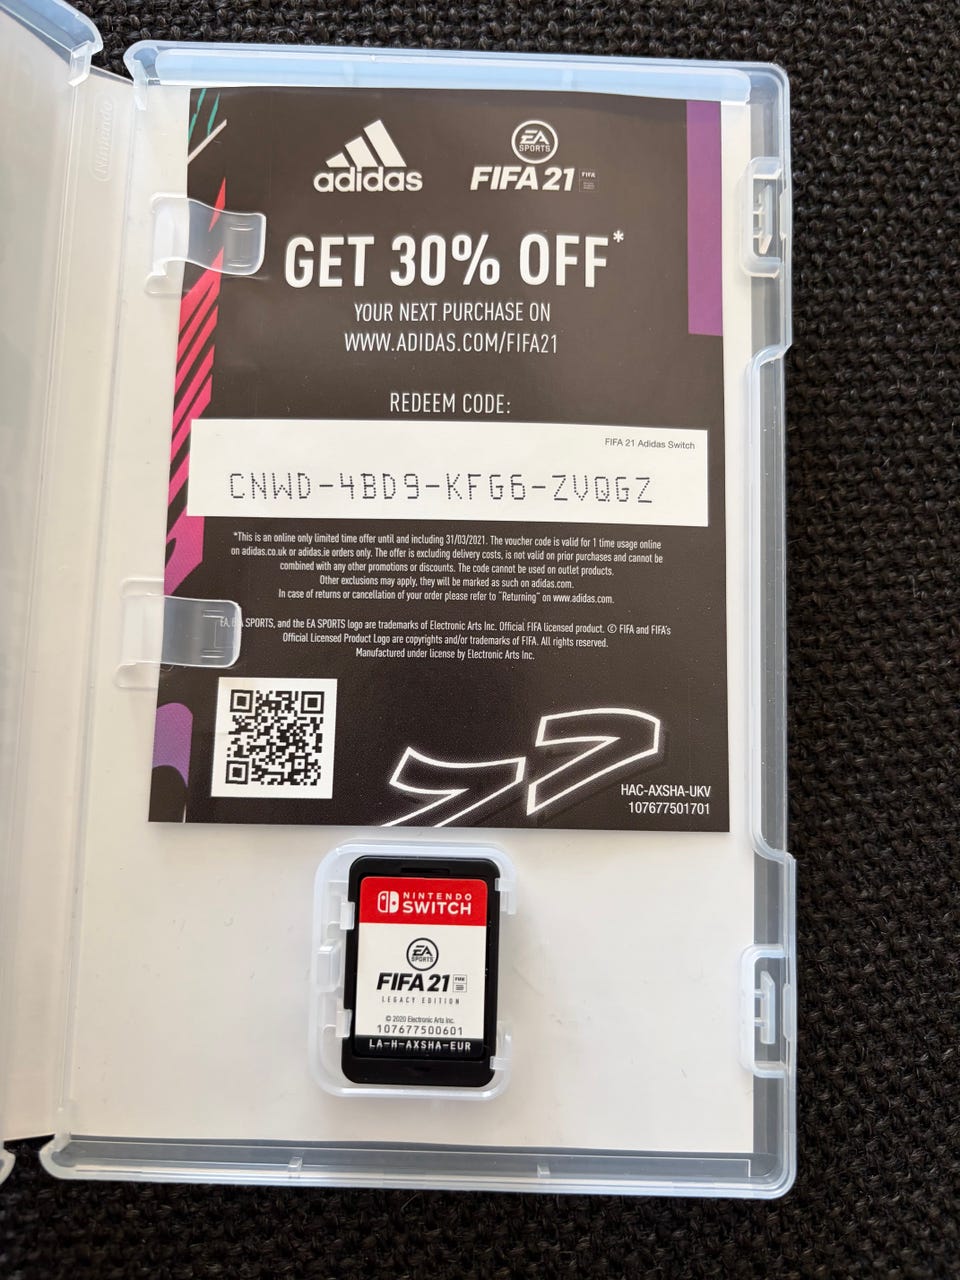 Nintendo
adidas
EA
SPORTS
FIFA 21
FIFA
GET 30% OFF*
YOUR NEXT PURCHASE ON
WWW.ADIDAS.COM/FIFA21
REDEEM CODE:
FIFA 21 Adidas Switch
CNWD-4BD9-KFG6-ZVQGZ
*This is an online only limited time offer until and including 31/03/2021. The voucher code is valid for 1 time usage online
on adidas.co.uk or adidas.ie orders only. The offer is excluding delivery costs, is not valid on prior purchases and cannot be
combined with any other promotions or discounts. The code cannot be used on outlet products.
Other exclusions may apply, they will be marked as such on adidas.com.
In case of returns or cancellation of your order please refer to "Returning" on www.adidas.com.
EA, EA SPORTS, and the EA SPORTS logo are trademarks of Electronic Arts Inc. Official FIFA licensed product. © FIFA and FIFA's
Official Licensed Product Logo are copyrights and/or trademarks of FIFA. All rights reserved.
Manufactured under license by Electronic Arts Inc.
HAC-AXSHA-UKV
107677501701
NINTENDO
SWITCH
EA
SPORTS
FIFA 21
FIFA
LEGACY EDITION
© 2020 Electronic Arts Inc.
107677500601
LA-H-AXSHA-EUR